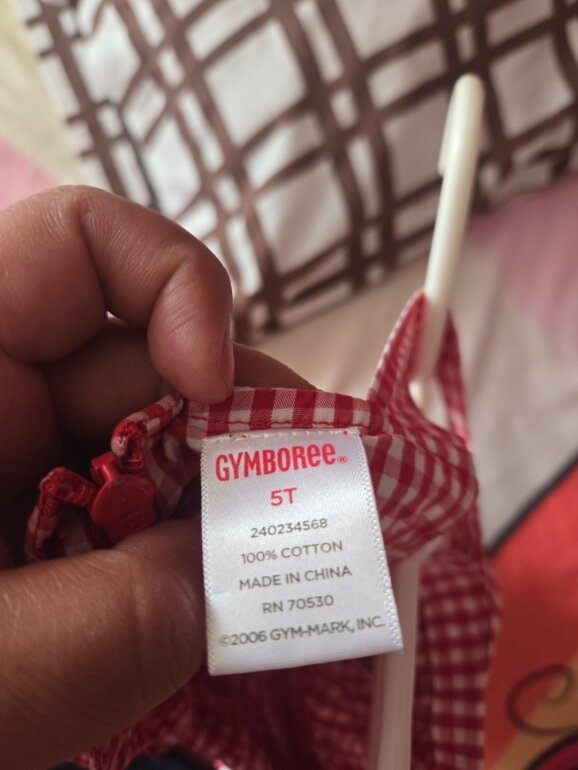 GYMBOREE®
5T
240234568
100% COTTON
MADE IN CHINA
RN 70530
©2006 GYM-MARK, INC.